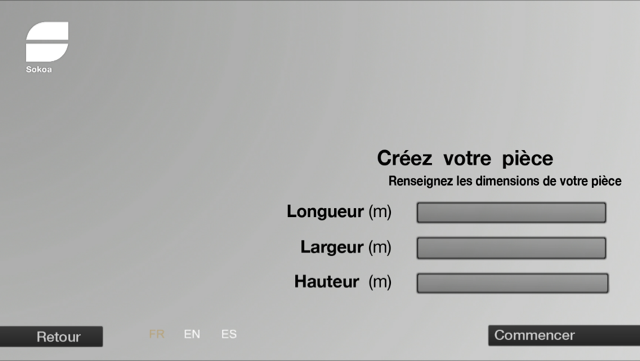 Sokoa
Créez votre pièce
Renseignez les dimensions de votre pièce
Longueur (m)
Largeur (m)
Hauteur (m)
Retour
FR EN ES
Commencer